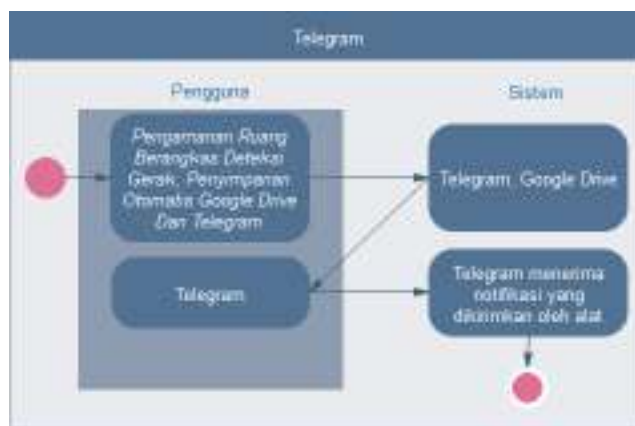 Telegram
Pengguna
Sistem
Pengamanan Ruang
Berangkas Deteksi
Gerak, Penyimpanan
Otomatis Google Drive
Dan Telegram
Telegram, Google Drive
Telegram
Telegram menerima
notifikasi yang
dikirimkan oleh alat